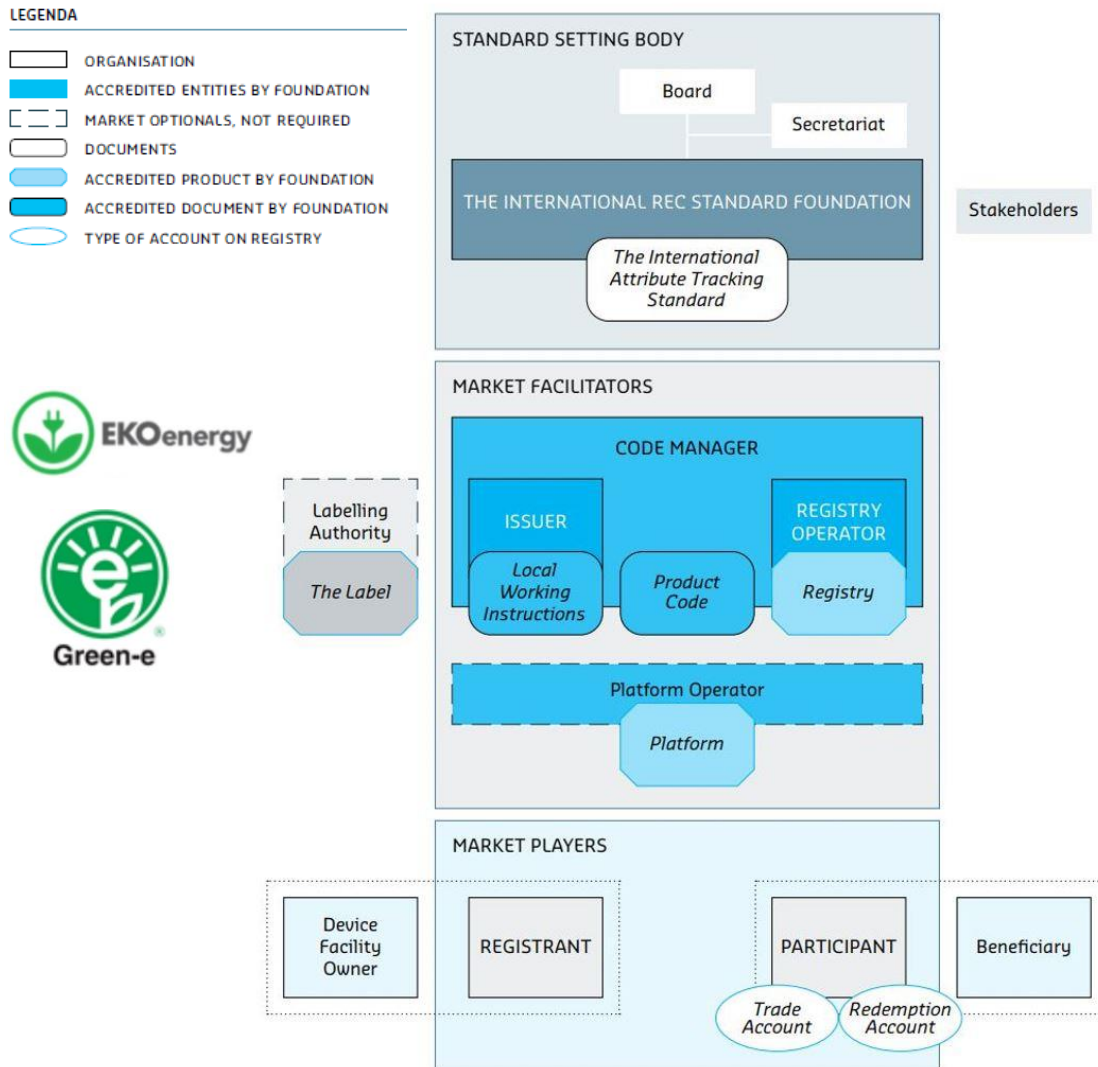 LEGENDA
ORGANISATION
ACCREDITED ENTITIES BY FOUNDATION
MARKET OPTIONALS, NOT REQUIRED
DOCUMENTS
ACCREDITED PRODUCT BY FOUNDATION
ACCREDITED DOCUMENT BY FOUNDATION
TYPE OF ACCOUNT ON REGISTRY
STANDARD SETTING BODY
Board
Secretariat
THE INTERNATIONAL REC STANDARD FOUNDATION
The International
Attribute Tracking
Standard
Stakeholders
EKOenergy
e
®
Green-e
MARKET FACILITATORS
CODE MANAGER
Labelling
Authority
The Label
ISSUER
Local
Working
Instructions
Product
Code
REGISTRY
OPERATOR
Registry
Platform Operator
Platform
MARKET PLAYERS
Device
Facility
Owner
REGISTRANT
PARTICIPANT
Beneficiary
Trade
Account
Redemption
Account